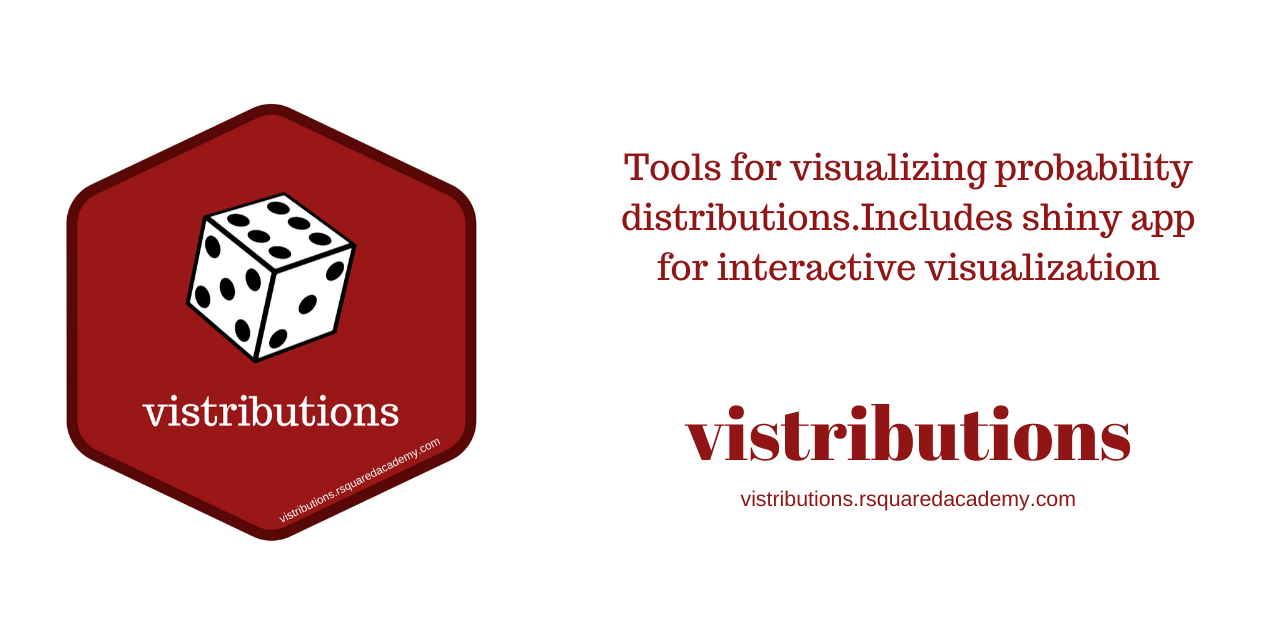 vistributions
vistributions.rsquaredacademy.com
Tools for visualizing probability
distributions.Includes shiny app
for interactive visualization
vistributions
vistributions.rsquaredacademy.com